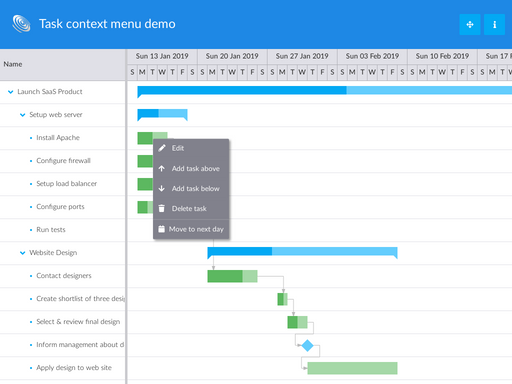 Task context menu demo
Name
Sun 13 Jan 2019 Sun 20 Jan 2019 Sun 27 Jan 2019 Sun 03 Feb 2019 Sun 10 Feb 2019 Sun 17
S M T W T F S S M T W T F S S M T W T F S S M T W T F S S M T W T F S S M T
Launch SaaS Product
Setup web server
Install Apache
Configure firewall
Setup load balancer
Configure ports
Run tests
Website Design
Contact designers
Create shortlist of three desig
Select & review final design
Inform management about d
Apply design to web site
Edit
Add task above
Add task below
Delete task
Move to next day